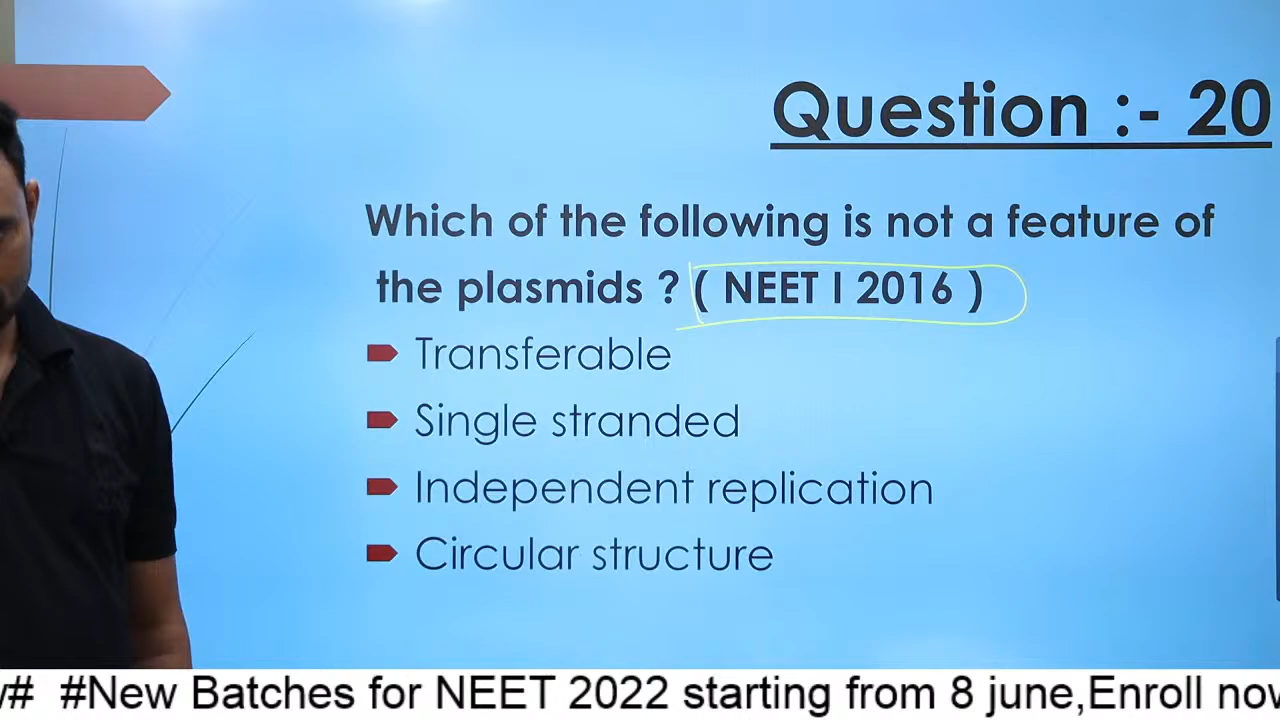 Question :- 20
Which of the following is not a feature of
the plasmids ? ( NEET I 2016 )
Transferable
Single stranded
Independent replication
Circular structure
# #New Batches for NEET 2022 starting from 8 june,Enroll